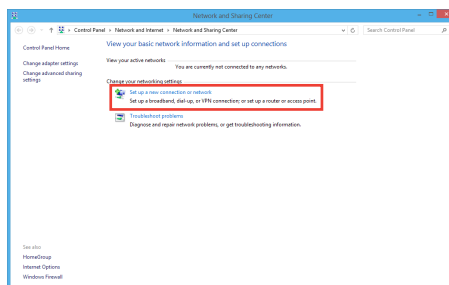 Network and Sharing Center
Control Panel › Network and Internet › Network and Sharing Center
Search Control Panel
Control Panel Home
Change adapter settings
Change advanced sharing
settings
View your basic network information and set up connections
View your active networks
You are currently not connected to any networks.
Change your networking settings
Set up a new connection or network
Set up a broadband, dial-up, or VPN connection; or set up a router or access point.
Troubleshoot problems
Diagnose and repair network problems, or get troubleshooting information.
See also
HomeGroup
Internet Options
Windows Firewall